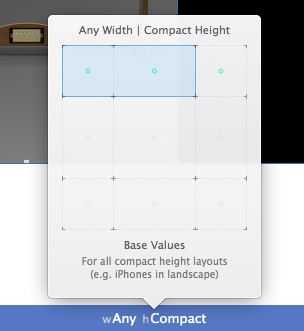 Any Width | Compact Height
Base Values
For all compact height layouts
(e.g. iPhones in landscape)
wAny hCompact